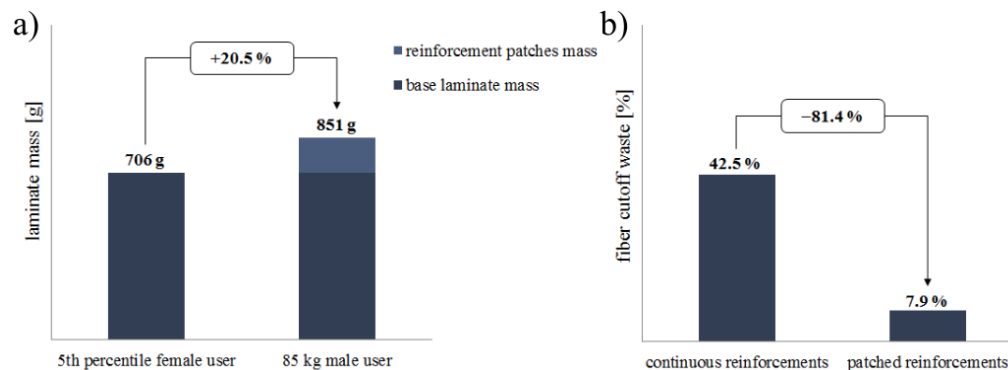 a)
laminate mass [g]
+20.5 %
706 g
851 g
reinforcement patches mass
base laminate mass
5th percentile female user
85 kg male user
b)
fiber cutoff waste [%]
−81.4 %
42.5 %
7.9 %
continuous reinforcements
patched reinforcements